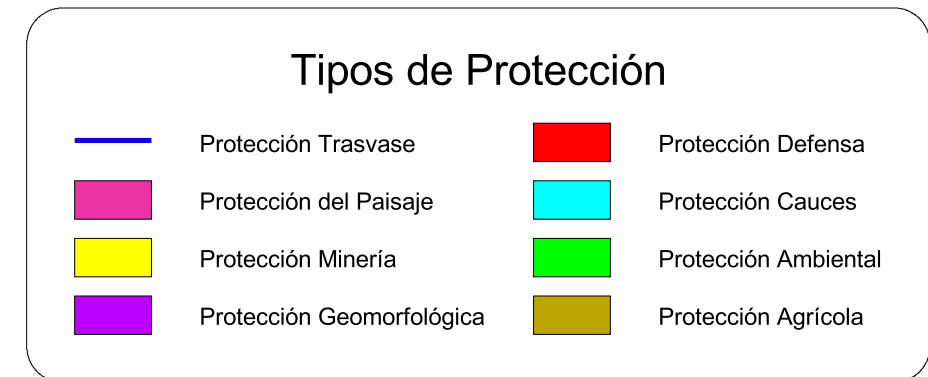 Tipos de Protección
Protección Trasvase
Protección del Paisaje
Protección Minería
Protección Geomorfológica
Protección Defensa
Protección Cauces
Protección Ambiental
Protección Agrícola